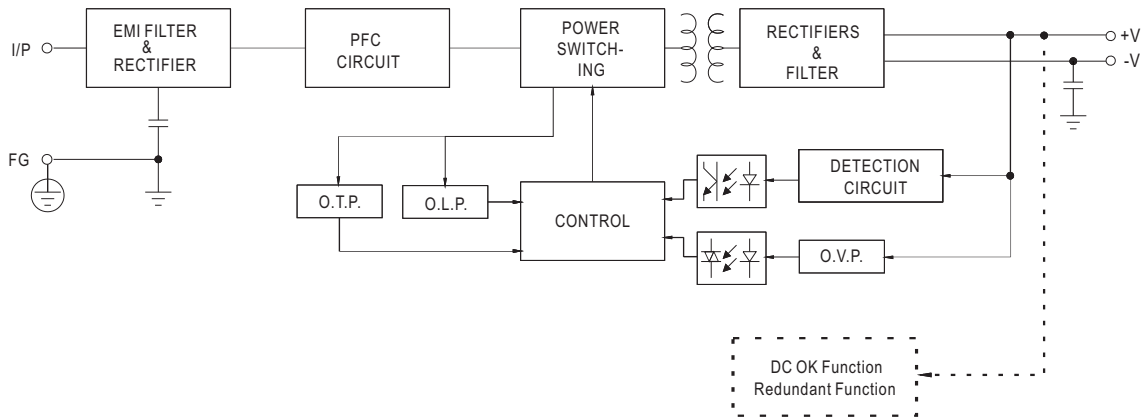 I/P
EMI FILTER
&
RECTIFIER
PFC
CIRCUIT
POWER
SWITCH-
ING
RECTIFIERS
&
FILTER
+V
-V
FG
O.T.P.
O.L.P.
CONTROL
DETECTION
CIRCUIT
O.V.P.
DC OK Function
Redundant Function